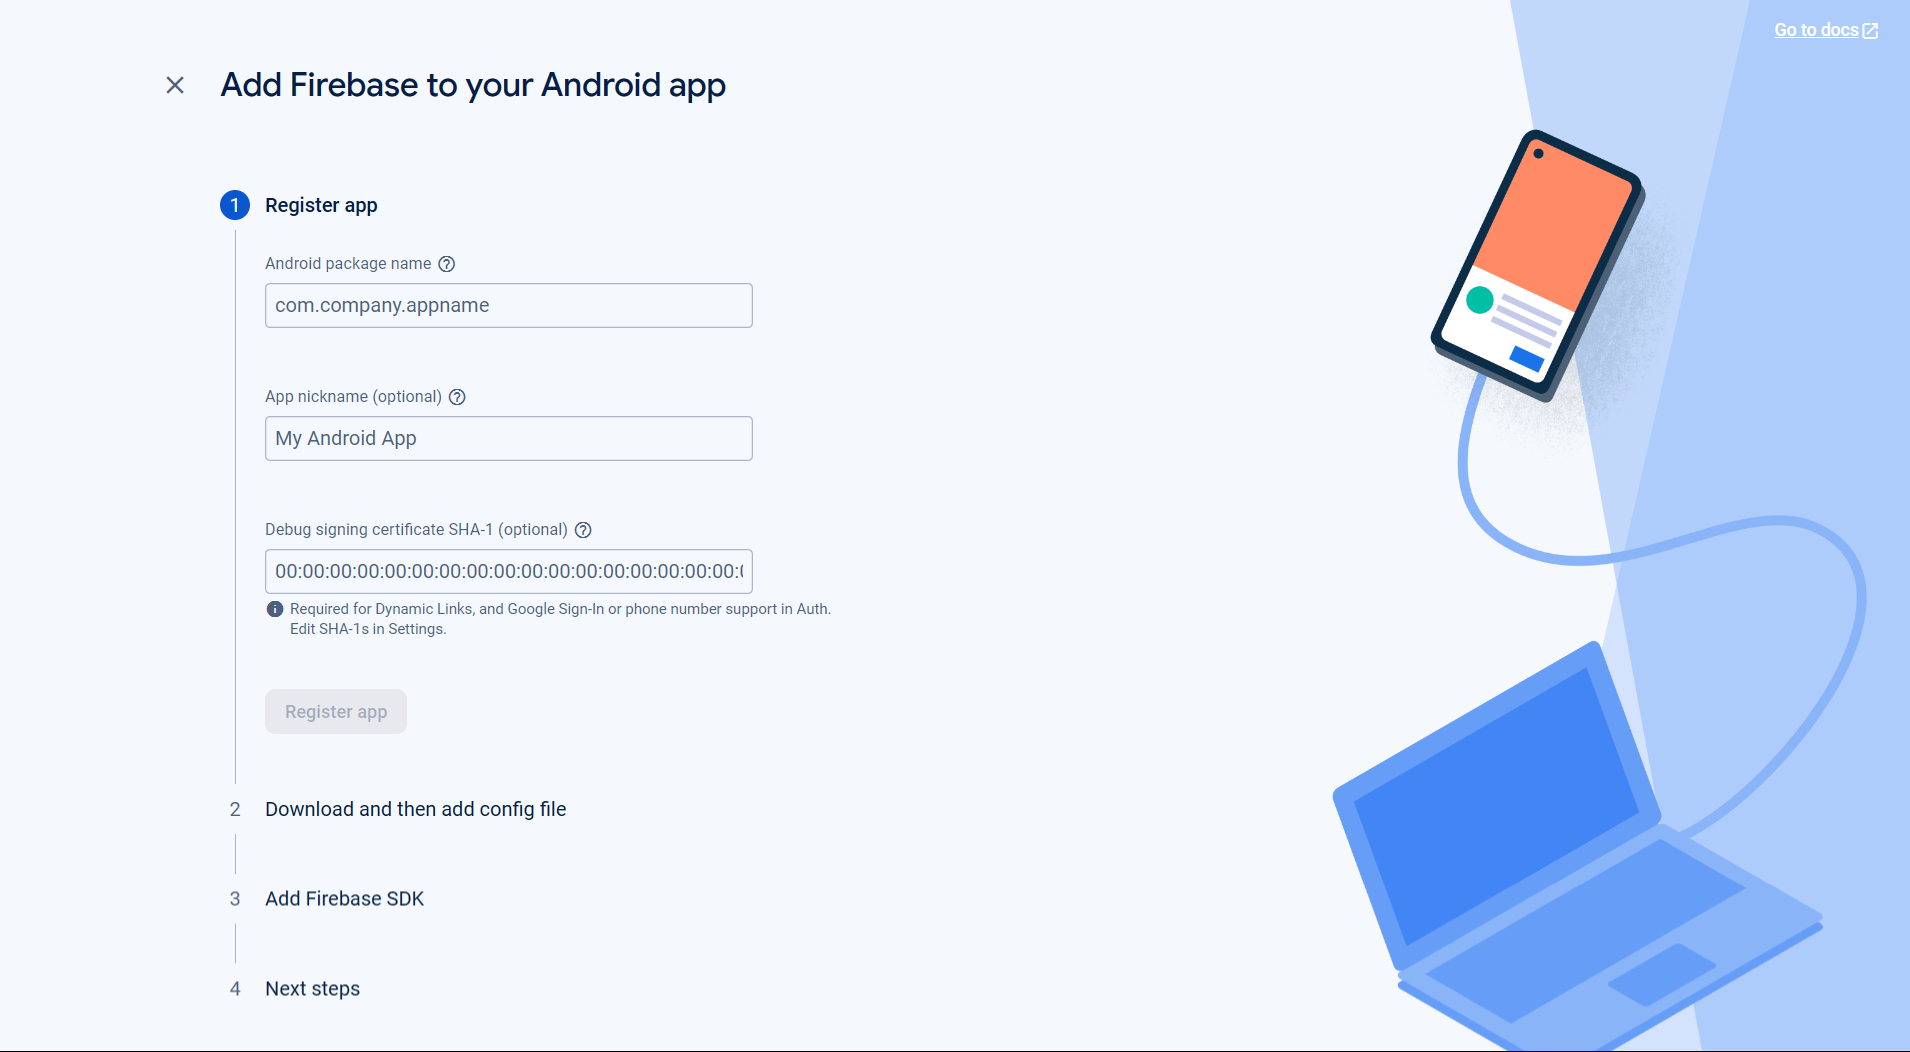 Go to docs
Add Firebase to your Android app
1 Register app
Android package name
com.company.appname
App nickname (optional)
My Android App
Debug signing certificate SHA-1 (optional)
00:00:00:00:00:00:00:00:00:00:00:00:00:00:00:00:00:
Required for Dynamic Links, and Google Sign-In or phone number support in Auth.
Edit SHA-1s in Settings.
Register app
2 Download and then add config file
3 Add Firebase SDK
4 Next steps